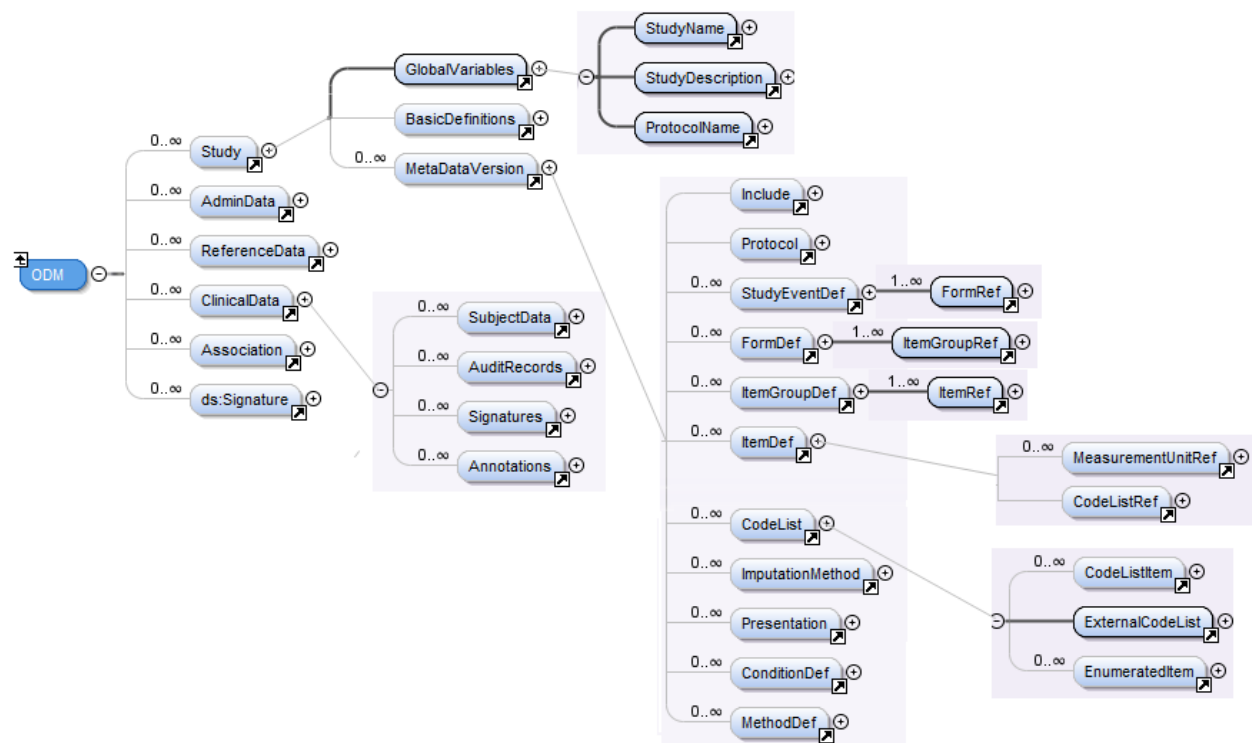 StudyName
GlobalVariables
StudyDescription
BasicDefinitions
ProtocolName
0..∞ Study
0..∞ MetaDataVersion
0..∞ AdminData
Include
0..∞ ReferenceData
Protocol
ODM
0..∞ ClinicalData
0..∞ StudyEventDef 1..∞ FormRef
0..∞ SubjectData
0..∞ Association
0..∞ FormDef 1..∞ ItemGroupRef
0..∞ AuditRecords
0..∞ ds:Signature
0..∞ ItemGroupDef 1..∞ ItemRef
0..∞ Signatures
0..∞ ItemDef
0..∞ MeasurementUnitRef
0..∞ Annotations
CodeListRef
0..∞ CodeList
0..∞ ImputationMethod
0..∞ CodeListItem
0..∞ Presentation
ExternalCodeList
0..∞ ConditionDef
0..∞ EnumeratedItem
0..∞ MethodDef